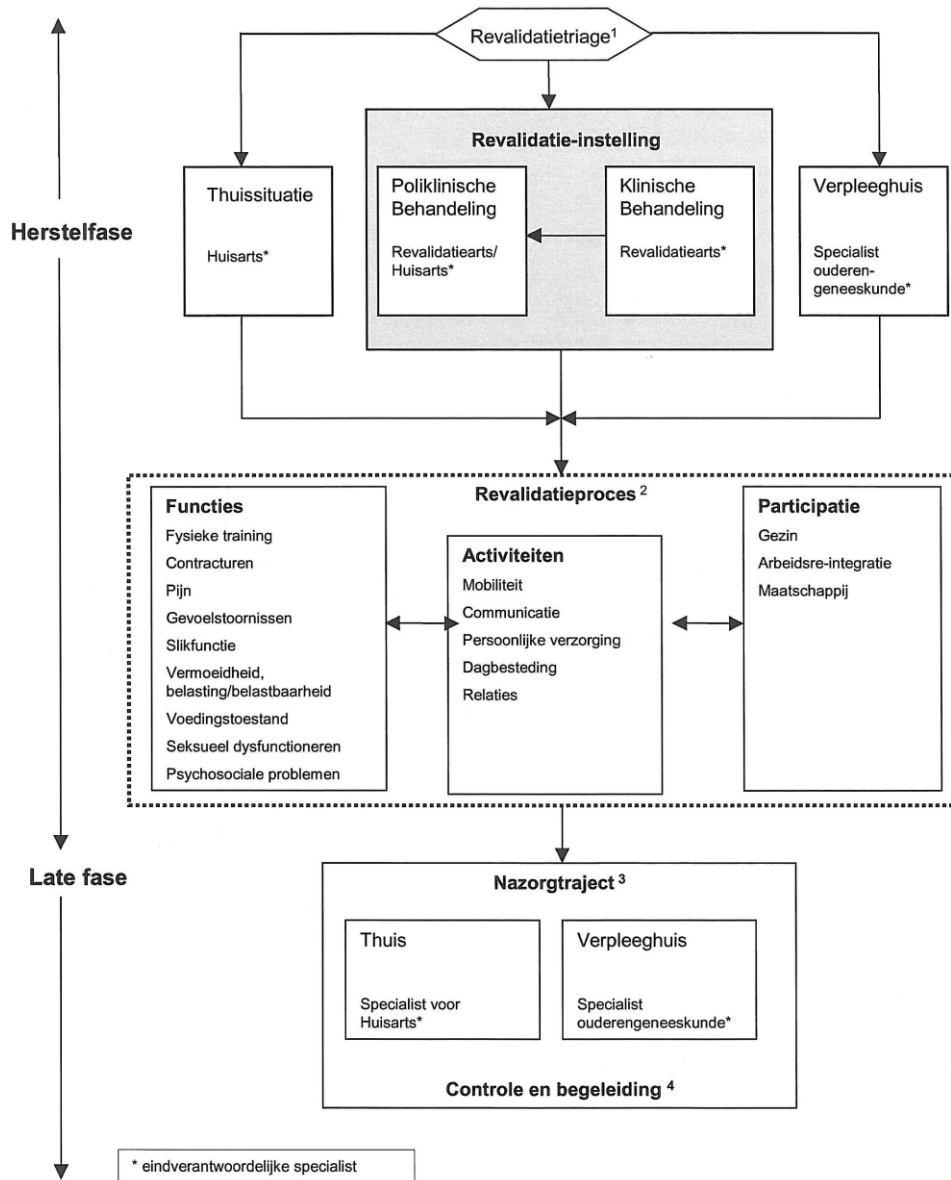 Revalidatietriage¹
Revalidatie-instelling
Thuissituatie
Huisarts*
Poliklinische
Behandeling
Revalidatiearts/
Huisarts*
Klinische
Behandeling
Revalidatiearts*
Verpleeghuis
Specialist
ouderen-
geneeskunde*
Herstelfase
Revalidatieproces ²
Functies
Fysieke training
Contracturen
Pijn
Gevoelstoornissen
Slikfunctie
Vermoeidheid,
belasting/belastbaarheid
Voedingstoestand
Seksueel dysfunctioneren
Psychosociale problemen
Activiteiten
Mobiliteit
Communicatie
Persoonlijke verzorging
Dagbesteding
Relaties
Participatie
Gezin
Arbeidsre-integratie
Maatschappij
Late fase
Nazorgtraject ³
Thuis
Specialist voor
Huisarts*
Verpleeghuis
Specialist
ouderengeneeskunde*
Controle en begeleiding ⁴
* eindverantwoordelijke specialist